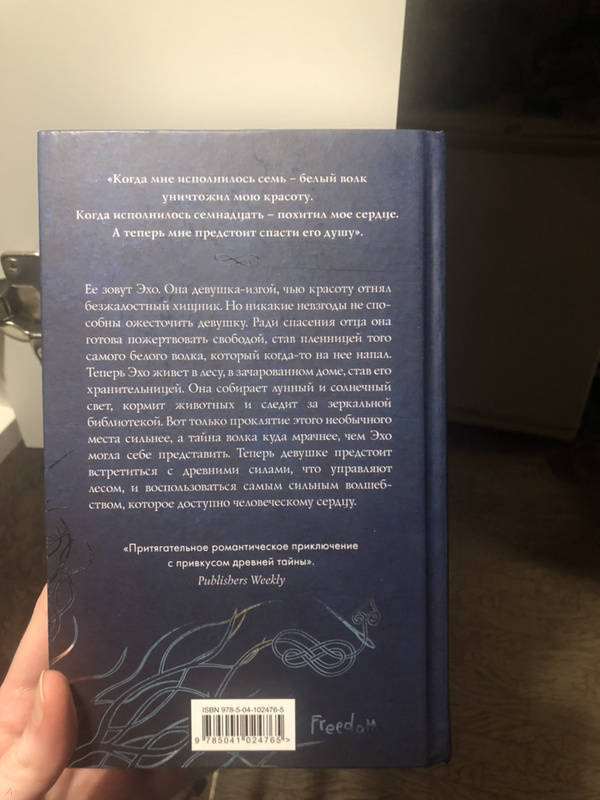 «Когда мне исполнилось семь – белый волк
уничтожил мою красоту.
Когда исполнилось семнадцать – похитил мое сердце.
А теперь мне предстоит спасти его душу».
Ее зовут Эхо. Она девушка-изгой, чью красоту отнял
безжалостный хищник. Но никакие невзгоды не спо-
собны ожесточить девушку. Ради спасения отца она
готова пожертвовать свободой, став пленницей того
самого белого волка, который когда-то на нее напал.
Теперь Эхо живет в лесу, в зачарованном доме, став его
хранительницей. Она собирает лунный и солнечный
свет, кормит животных и следит за зеркальной
библиотекой. Вот только проклятие этого необычного
места сильнее, а тайна волка куда мрачнее, чем Эхо
могла себе представить. Теперь девушке предстоит
встретиться с древними силами, что управляют
лесом, и воспользоваться самым сильным волшеб-
ством, которое доступно человеческому сердцу.
«Притягательное романтическое приключение
с привкусом древней тайны».
Publishers Weekly
ISBN 978-5-04-102476-5
9 785041 024765>
Freedom